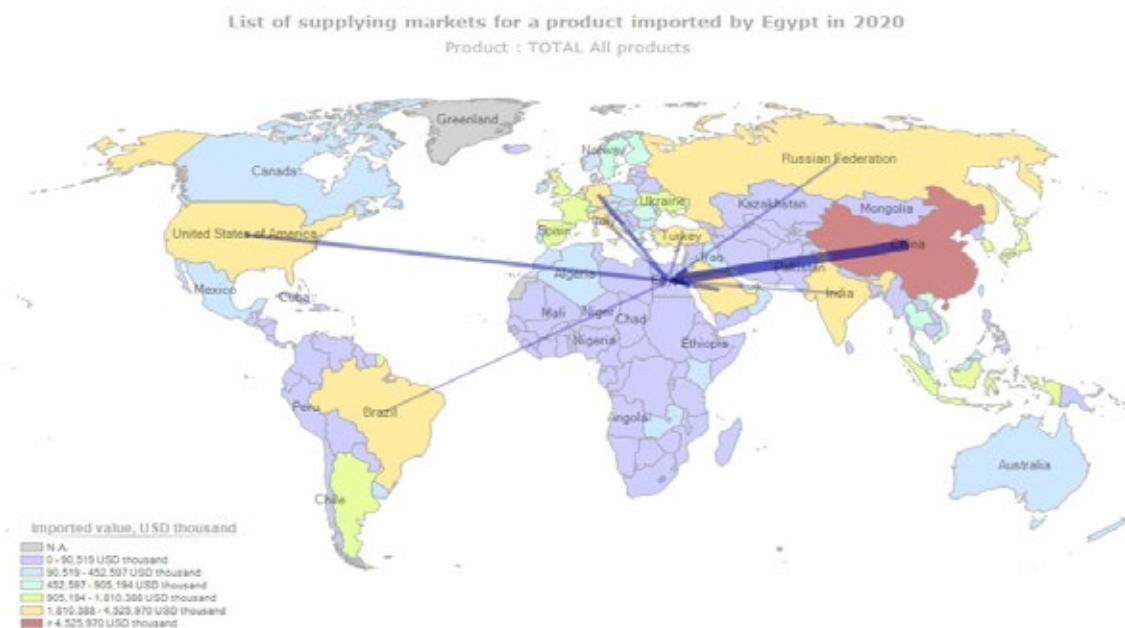 List of supplying markets for a product imported by Egypt in 2020
Product : TOTAL All products
Greenland
Norway
Russian Federation
Canada
Ukraine
Kazakhstan
Mongolia
United States of America
Spain
Italy
Turkey
China
Iraq
Algeria
Pakistan
Mexico
Cuba
India
Mali
Niger
Chad
Nigeria
Ethiopia
Peru
Brazil
Angola
Australia
Chile
Imported value, USD thousand
N.A.
0 - 90,519 USD thousand
90,519 - 452,597 USD thousand
452,597 - 905,194 USD thousand
905,194 - 1,810,388 USD thousand
1,810,388 - 4,525,970 USD thousand
> 4,525,970 USD thousand